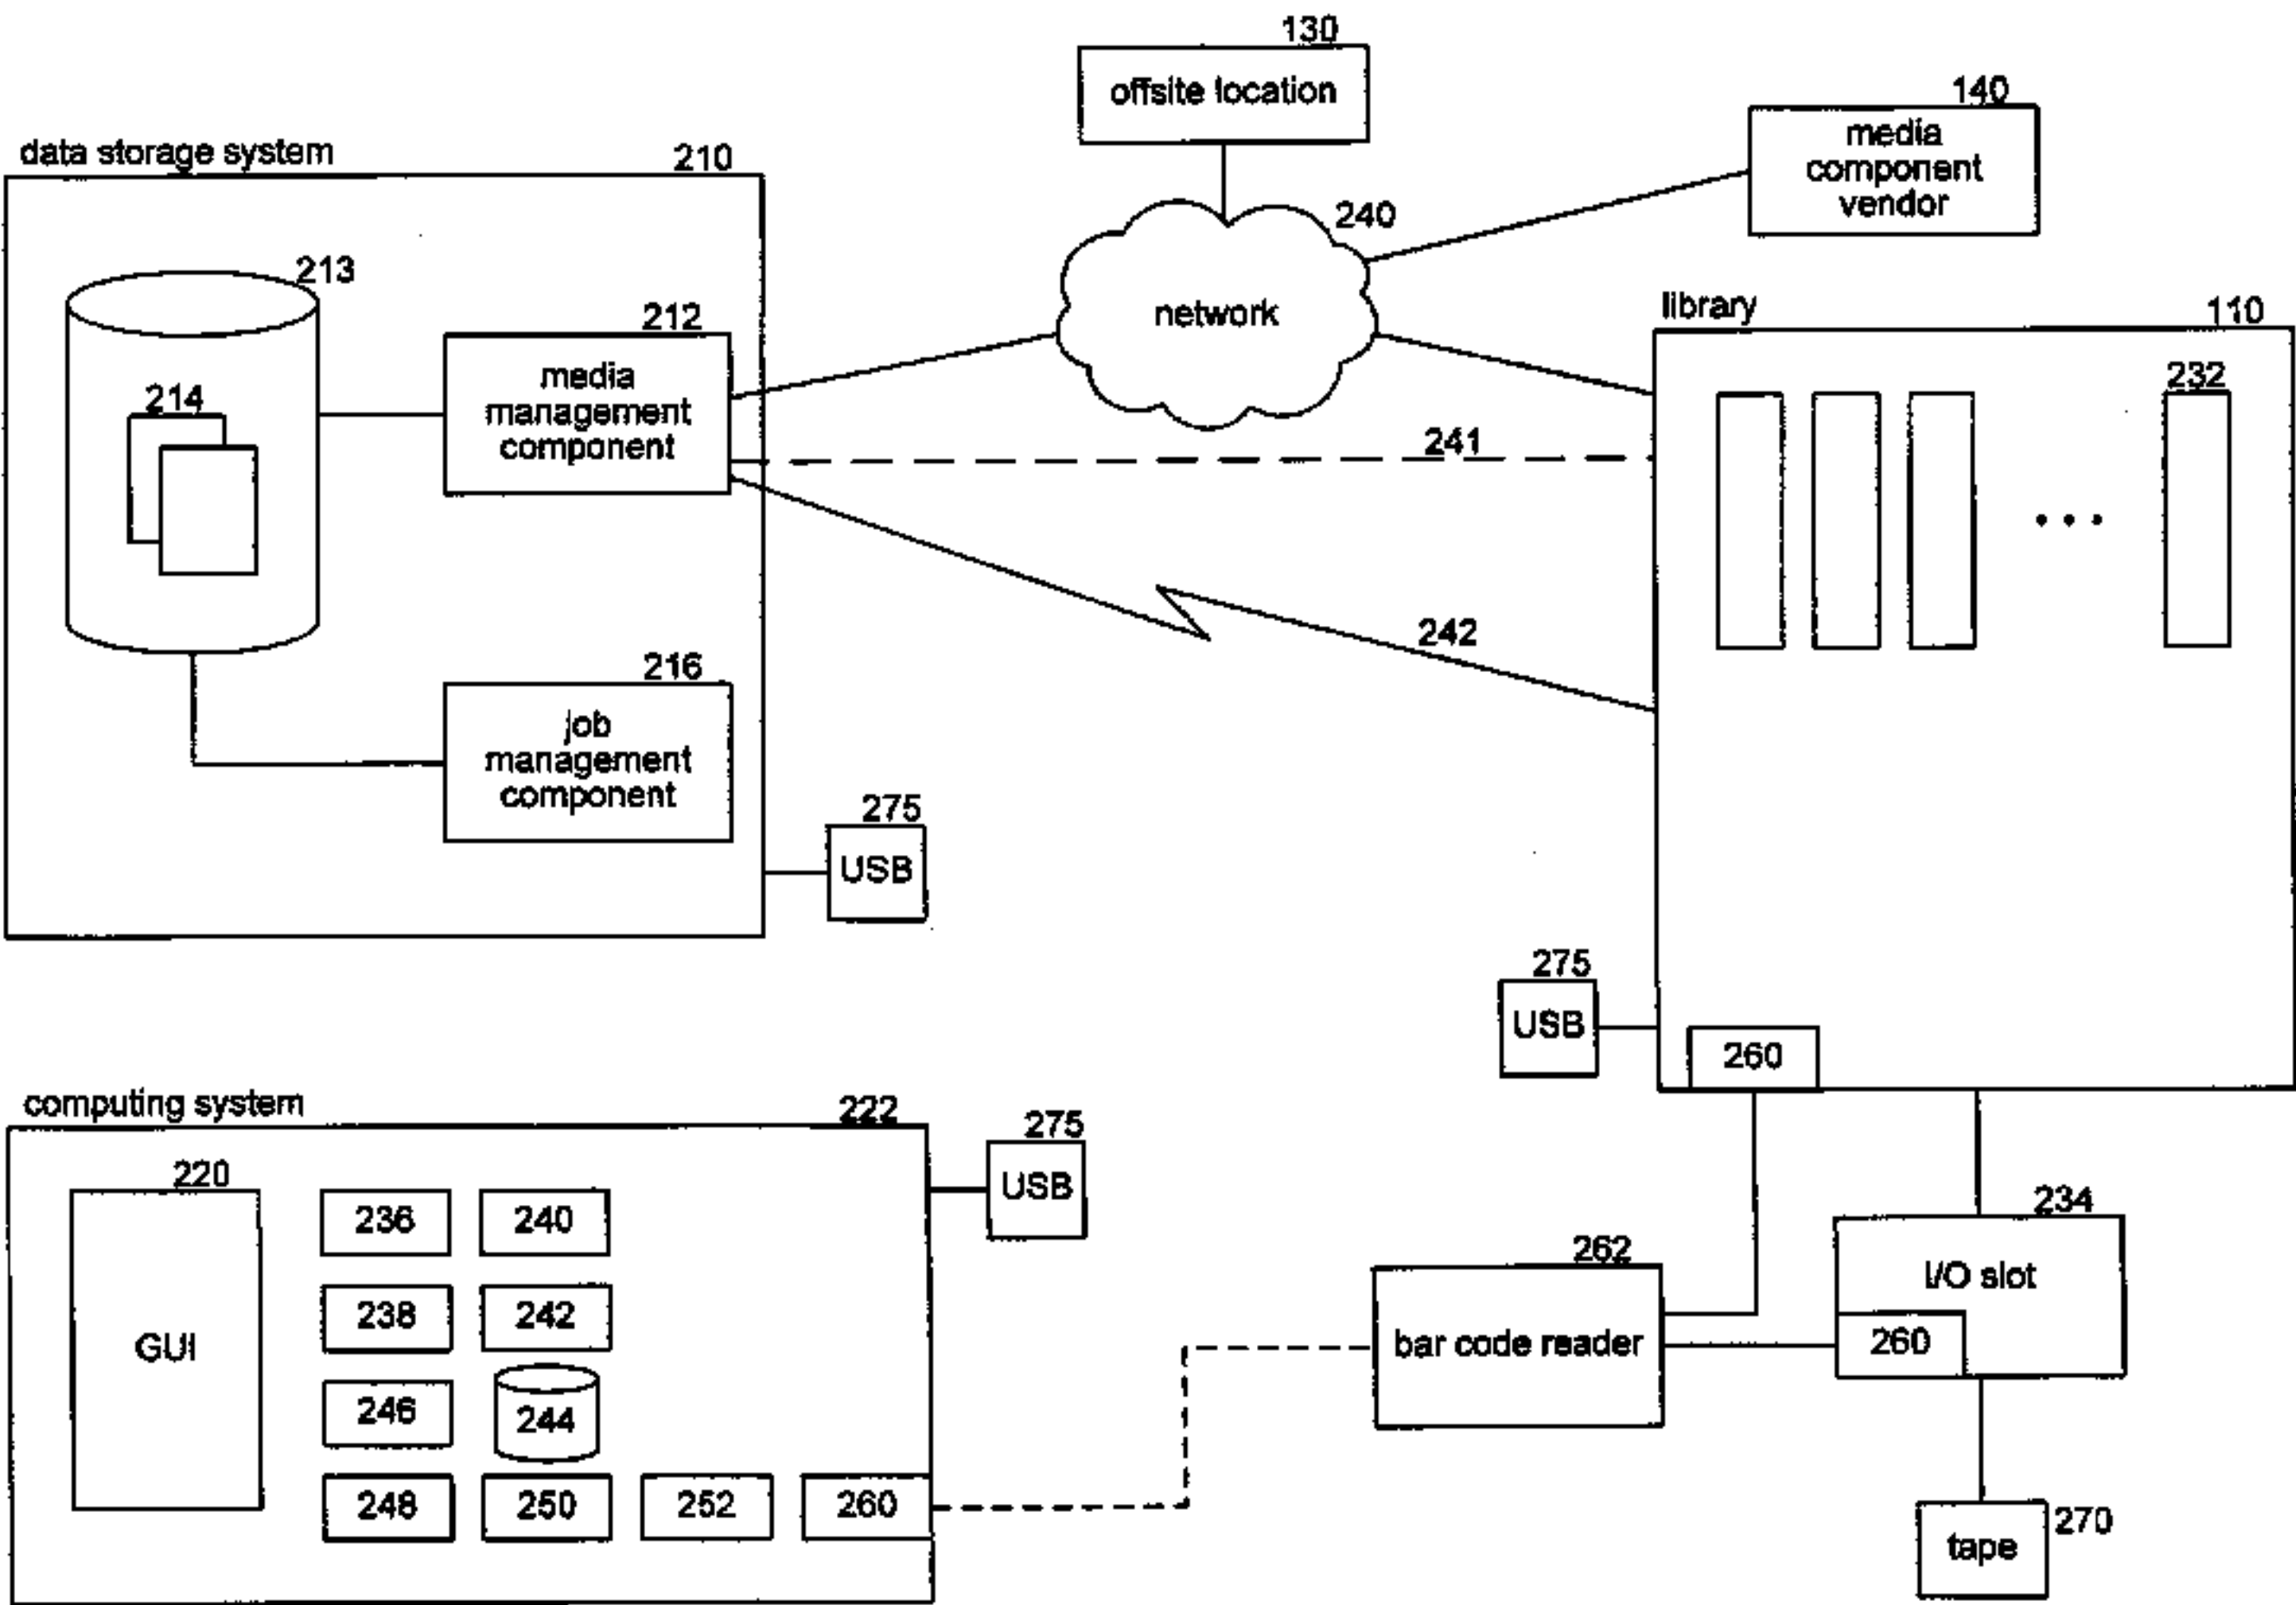 130
offsite location
140
media
component
vendor
data storage system
210
240
network
213
214
212
media
management
component
library
110
232
241
242
216
job
management
component
275
USB
275
USB
260
computing system
222
275
USB
220
GUI
236
240
238
242
246
244
248
250
252
260
262
bar code reader
234
I/O slot
260
tape
270